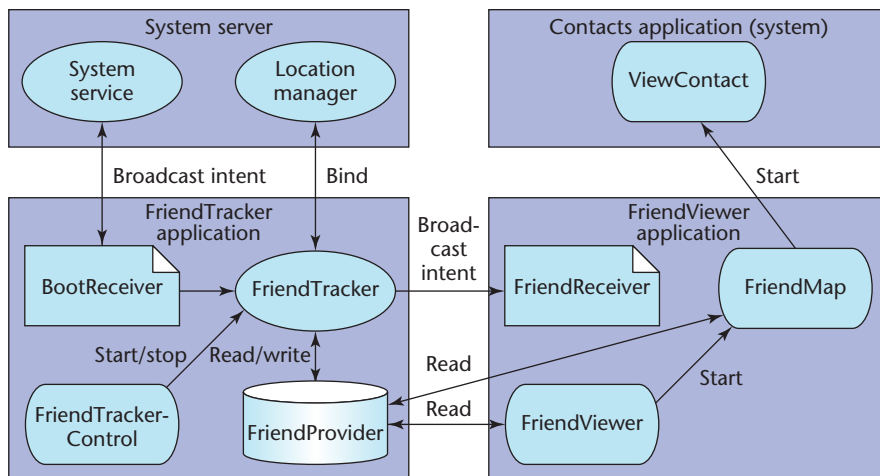 System server
System
service
Location
manager
Contacts application (system)
ViewContact
Broadcast intent
Bind
Start
FriendTracker
application
BootReceiver
FriendTracker
Start/stop
Read/write
FriendTracker-
Control
FriendProvider
Broad-
cast
intent
Read
Read
FriendViewer
application
FriendReceiver
FriendMap
Start
FriendViewer